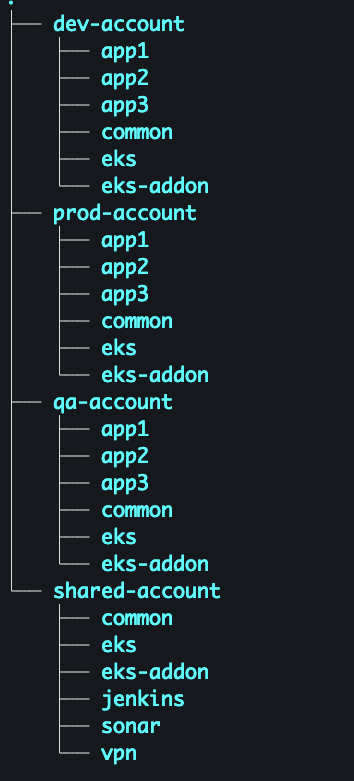 .
├── dev-account
│   ├── app1
│   ├── app2
│   ├── app3
│   ├── common
│   ├── eks
│   └── eks-addon
├── prod-account
│   ├── app1
│   ├── app2
│   ├── app3
│   ├── common
│   ├── eks
│   └── eks-addon
├── qa-account
│   ├── app1
│   ├── app2
│   ├── app3
│   ├── common
│   ├── eks
│   └── eks-addon
└── shared-account
    ├── common
    ├── eks
    ├── eks-addon
    ├── jenkins
    ├── sonar
    └── vpn